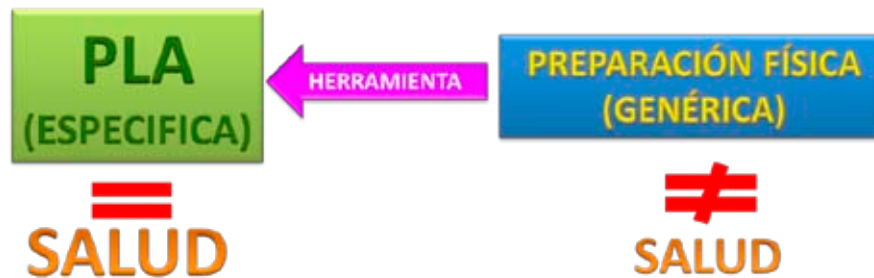 PLA
(ESPECIFICA)
HERRAMIENTA
PREPARACIÓN FÍSICA
(GENÉRICA)
=
SALUD
≠
SALUD